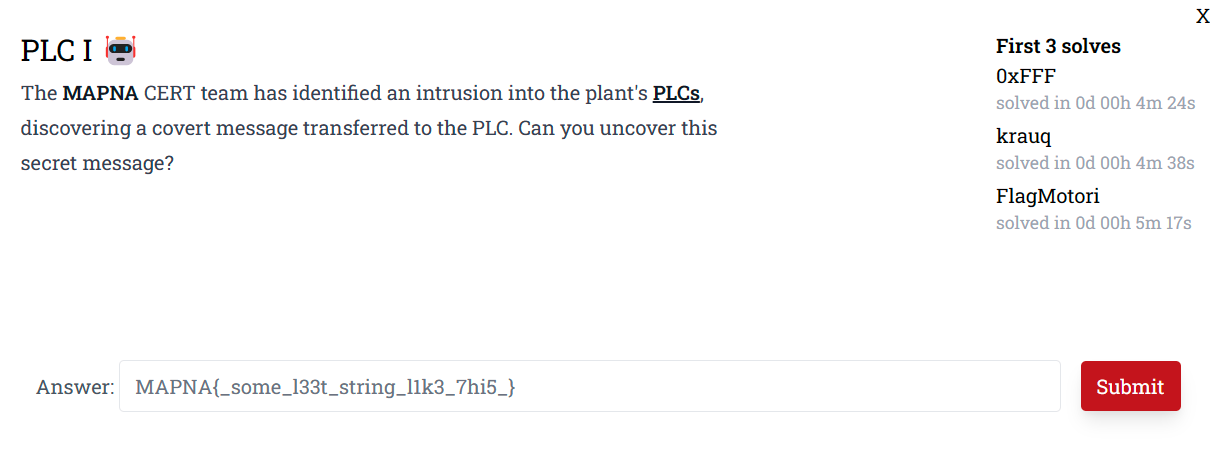 X
PLC I 🤖
The MAPNA CERT team has identified an intrusion into the plant's PLCs,
discovering a covert message transferred to the PLC. Can you uncover this
secret message?
First 3 solves
0xFFF
solved in 0d 00h 4m 24s
krauq
solved in 0d 00h 4m 38s
FlagMotori
solved in 0d 00h 5m 17s
Answer: MAPNA{_some_l33t_string_l1k3_7hi5_}
Submit